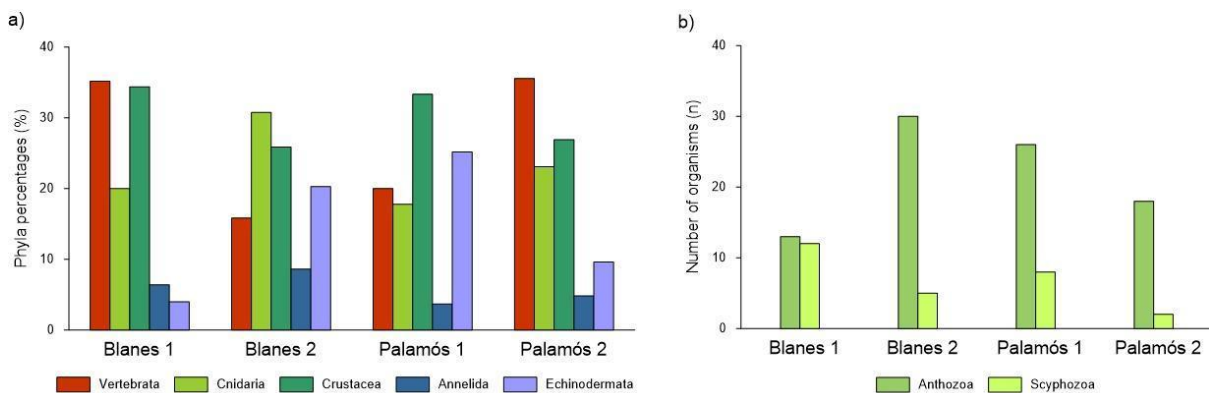 a)
Phyla percentages (%)
40
30
20
10
0
Blanes 1 Blanes 2 Palamós 1 Palamós 2
Vertebrata Cnidaria Crustacea Annelida Echinodermata
b)
Number of organisms (n)
40
30
20
10
0
Blanes 1 Blanes 2 Palamós 1 Palamós 2
Anthozoa Scyphozoa